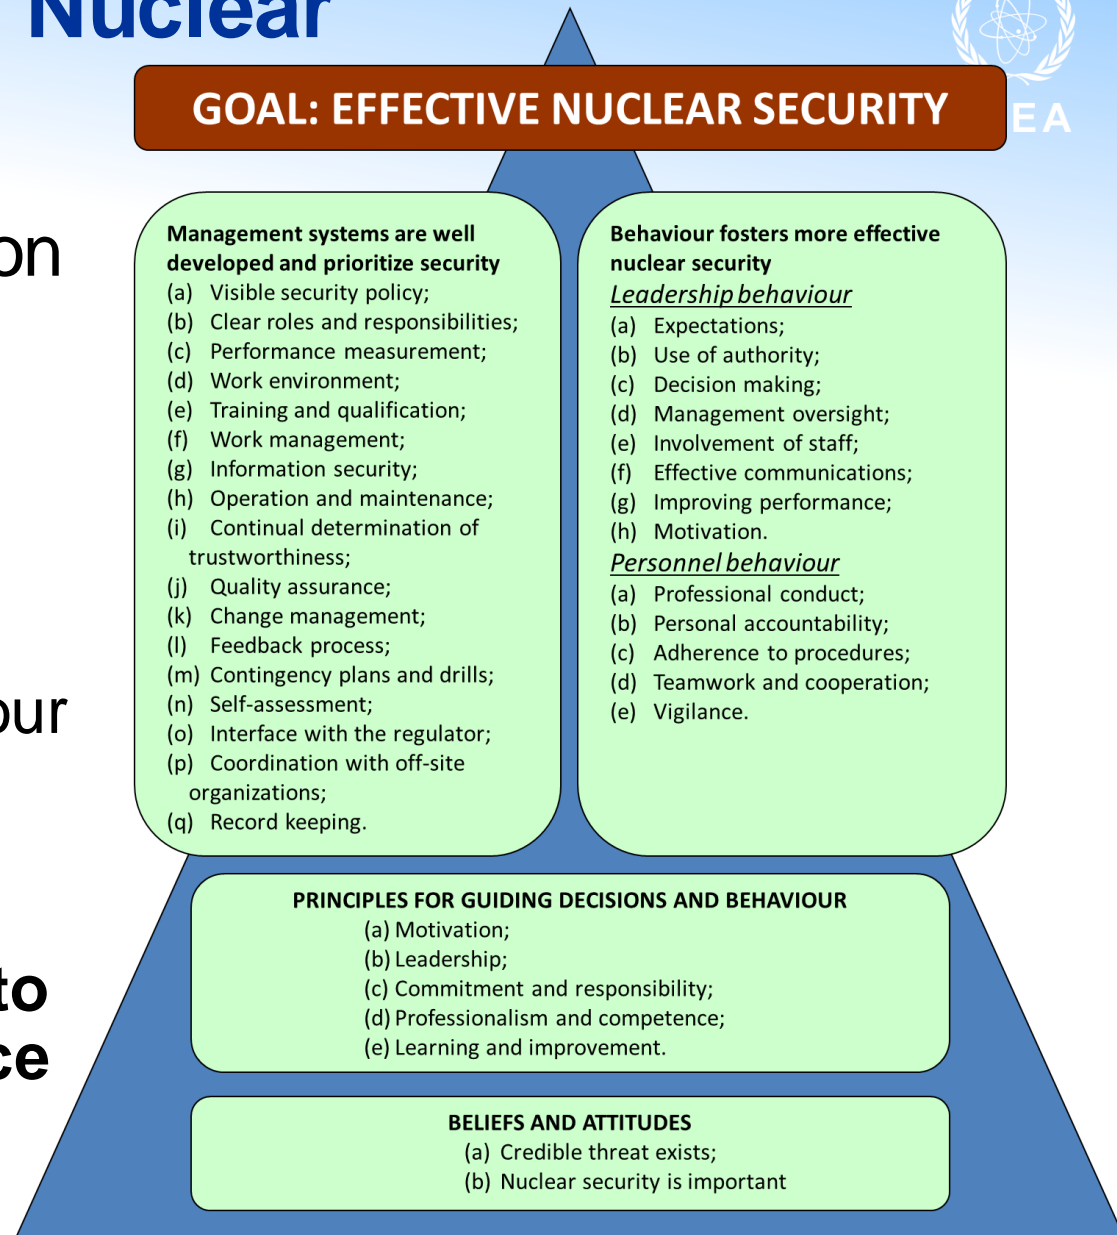 Nuclear
GOAL: EFFECTIVE NUCLEAR SECURITY
EA
on
our
to
ce
Management systems are well
developed and prioritize security
(a) Visible security policy;
(b) Clear roles and responsibilities;
(c) Performance measurement;
(d) Work environment;
(e) Training and qualification;
(f) Work management;
(g) Information security;
(h) Operation and maintenance;
(i) Continual determination of
trustworthiness;
(j) Quality assurance;
(k) Change management;
(l) Feedback process;
(m) Contingency plans and drills;
(n) Self-assessment;
(o) Interface with the regulator;
(p) Coordination with off-site
organizations;
(q) Record keeping.
Behaviour fosters more effective
nuclear security
Leadership behaviour
(a) Expectations;
(b) Use of authority;
(c) Decision making;
(d) Management oversight;
(e) Involvement of staff;
(f) Effective communications;
(g) Improving performance;
(h) Motivation.
Personnel behaviour
(a) Professional conduct;
(b) Personal accountability;
(c) Adherence to procedures;
(d) Teamwork and cooperation;
(e) Vigilance.
PRINCIPLES FOR GUIDING DECISIONS AND BEHAVIOUR
(a) Motivation;
(b) Leadership;
(c) Commitment and responsibility;
(d) Professionalism and competence;
(e) Learning and improvement.
BELIEFS AND ATTITUDES
(a) Credible threat exists;
(b) Nuclear security is important